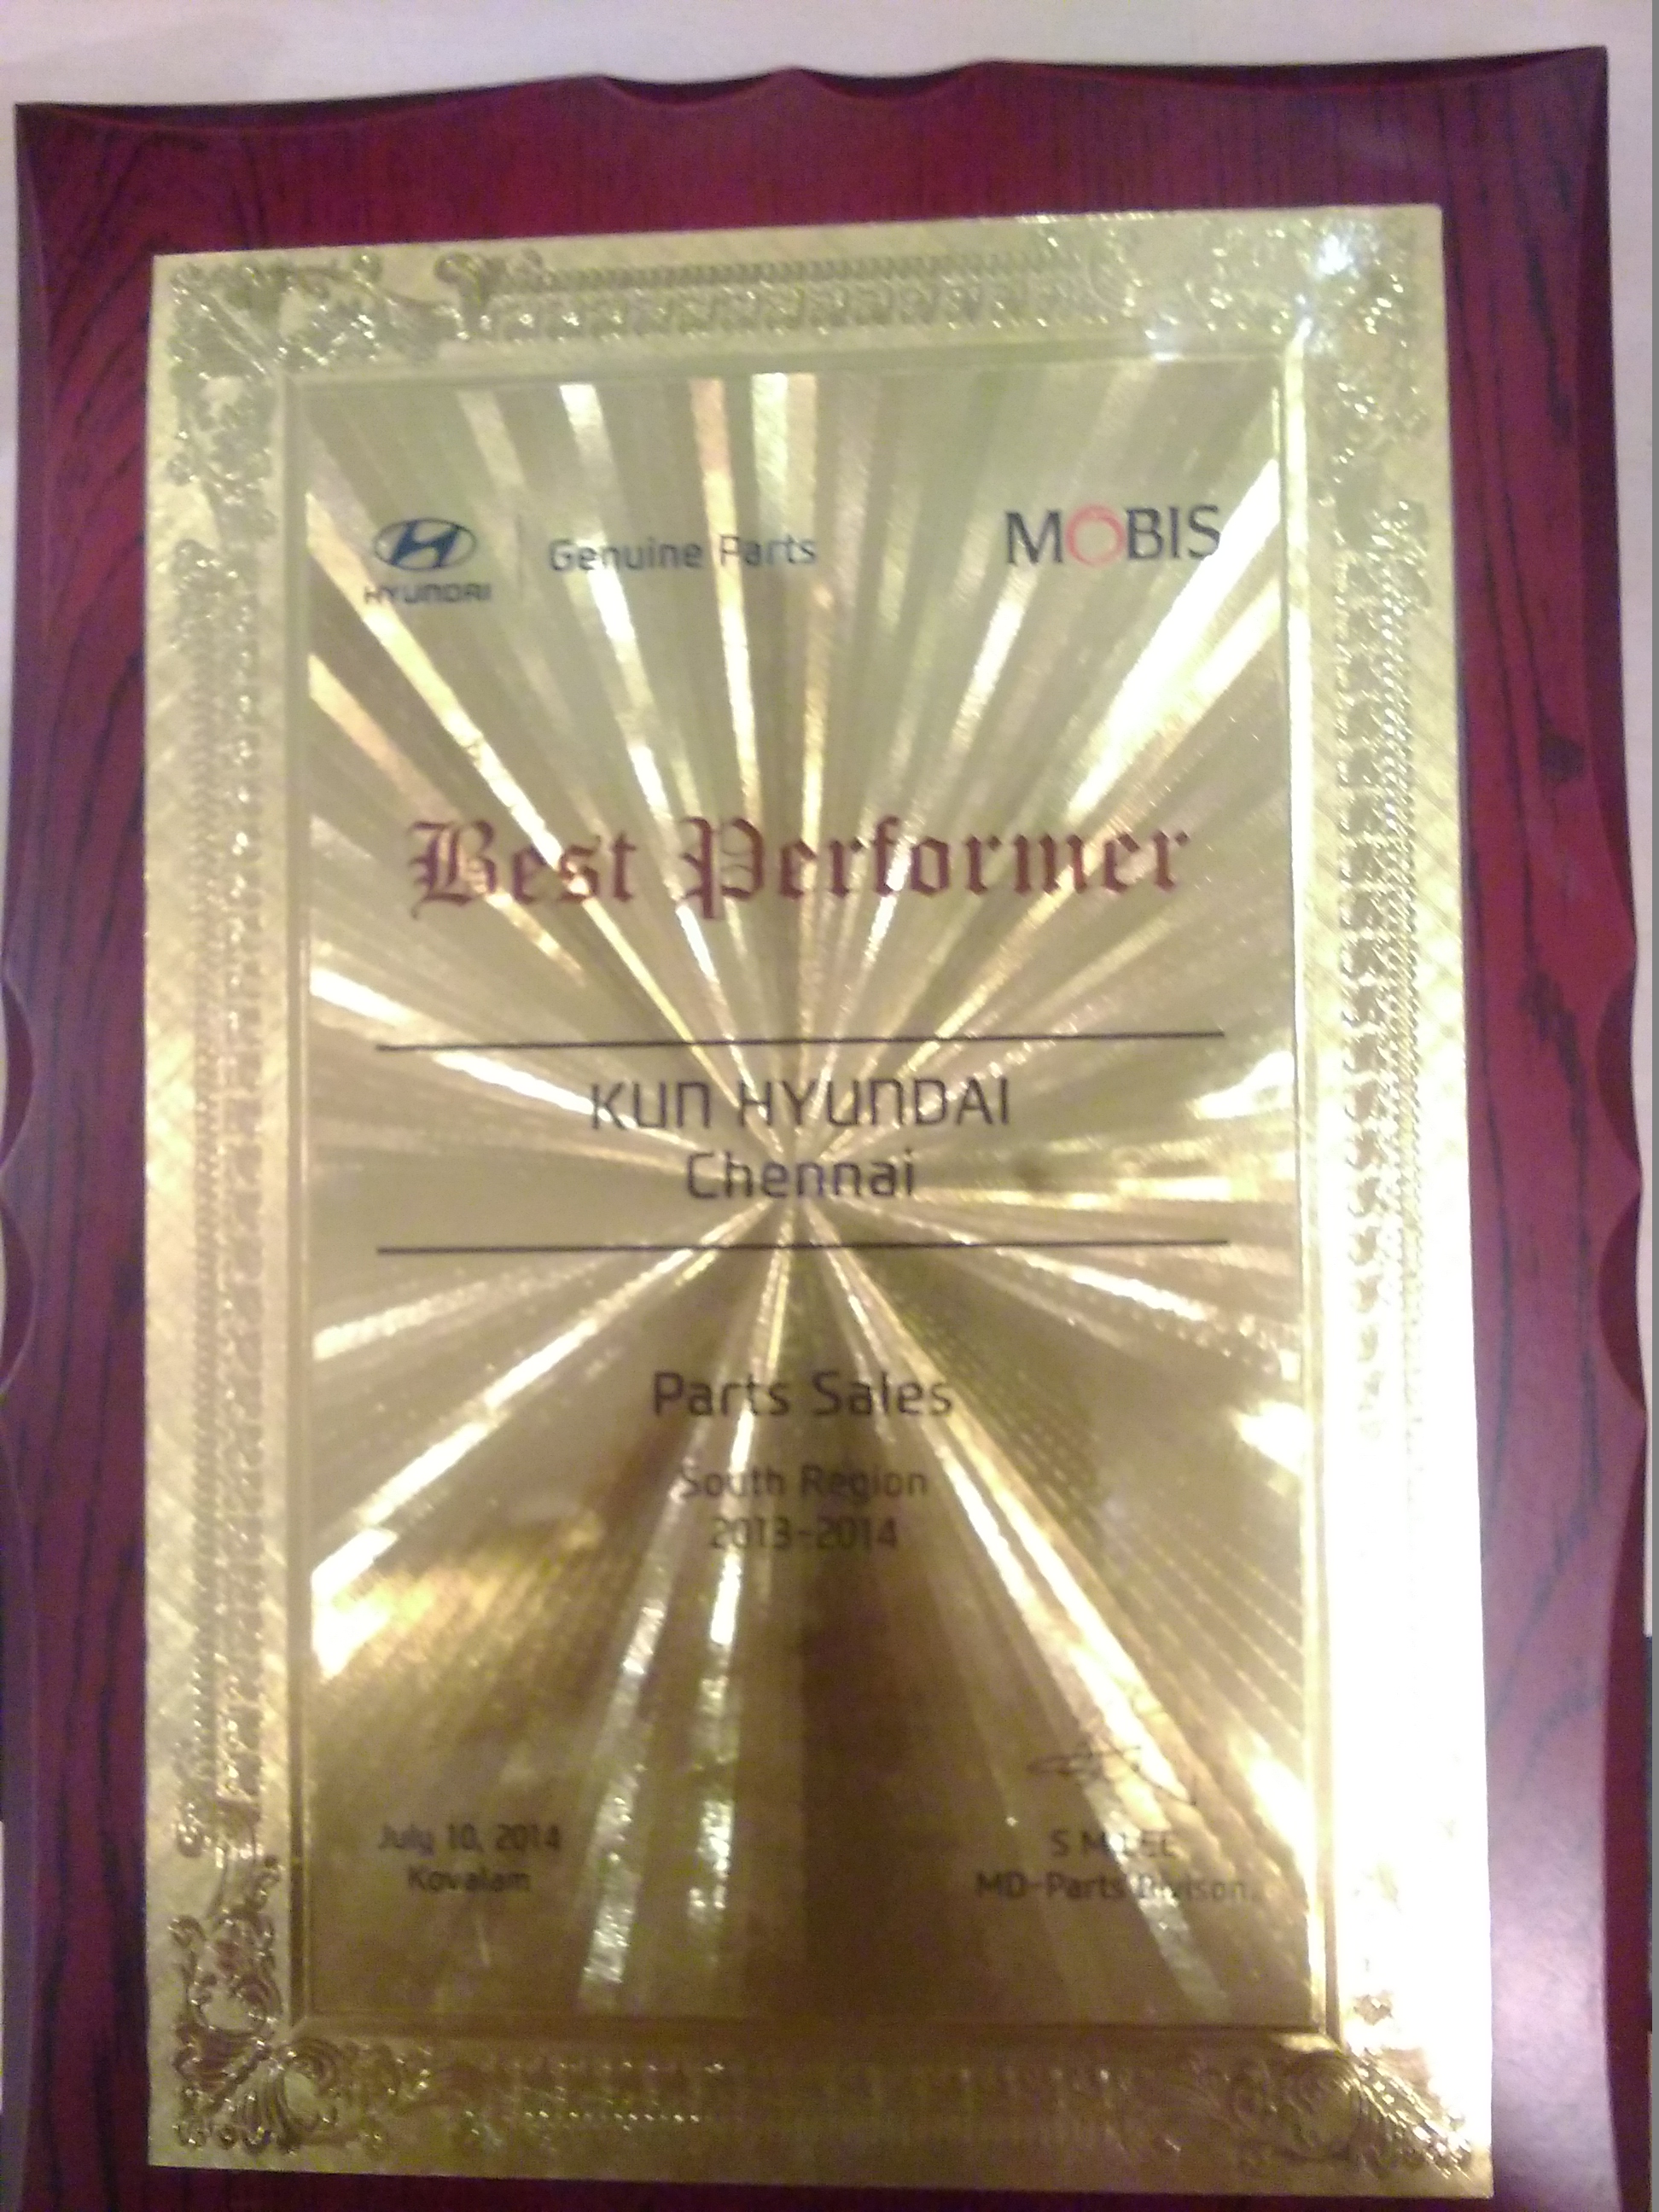 HYUNDAI Genuine Parts MOBIS
Best Performer
KUN HYUNDAI
Chennai
Parts Sales
South Region
2013-2014
July 10, 2014
Kovalam
S M LEE
MD-Parts Divison.